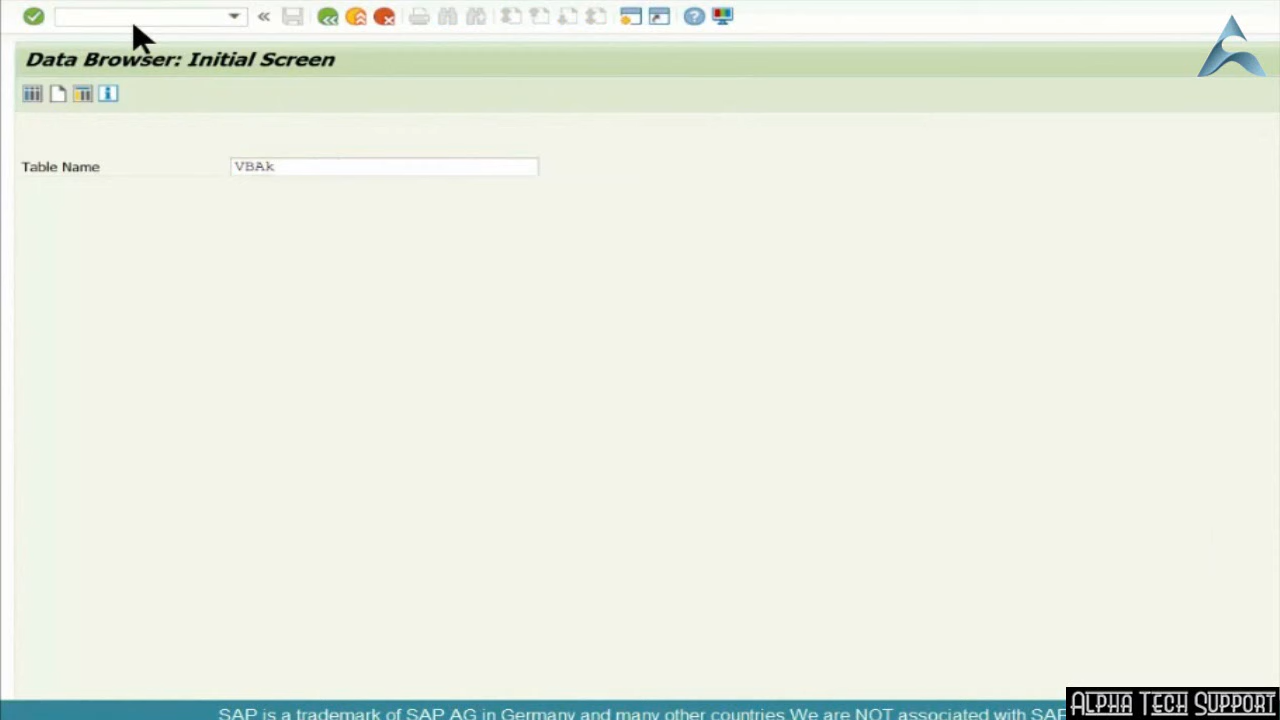 Data Browser: Initial Screen
Table Name
VBAk
SAP is a trademark of SAP AG in Germany and many other countries We are NOT associated with SAP
ALPHA TECH SUPPORT